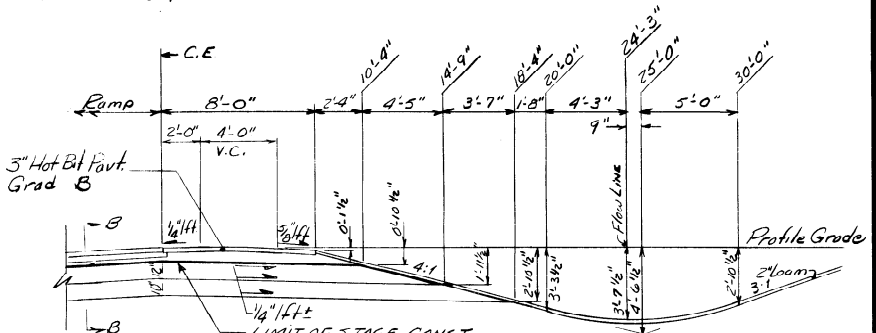 24'-3"
25'-0"
10'-4"
14'-9"
18'-4"
20'-0"
30'-0"
C.E
Ramp
8'-0"
2'-4"
4'-5"
3'-7"
1'-8"
4'-3"
5'-0"
9"
2'-0"
4'-0"
V.C.
3" Hot Bit Pavt.
Grad B
B
1/4"/ft
5/8"/ft
0'-1 1/2"
0'-10 1/2"
FLOW LINE
Profile Grade
4:1
1'-11 1/2"
2'-10 1/2"
3'-3 1/2"
3'-7 1/2"
4'-6 1/2"
2'-10 1/2"
2" Loam
3:1
12"
1/4"/ft ±
B
LIMIT OF STAGE CONST.